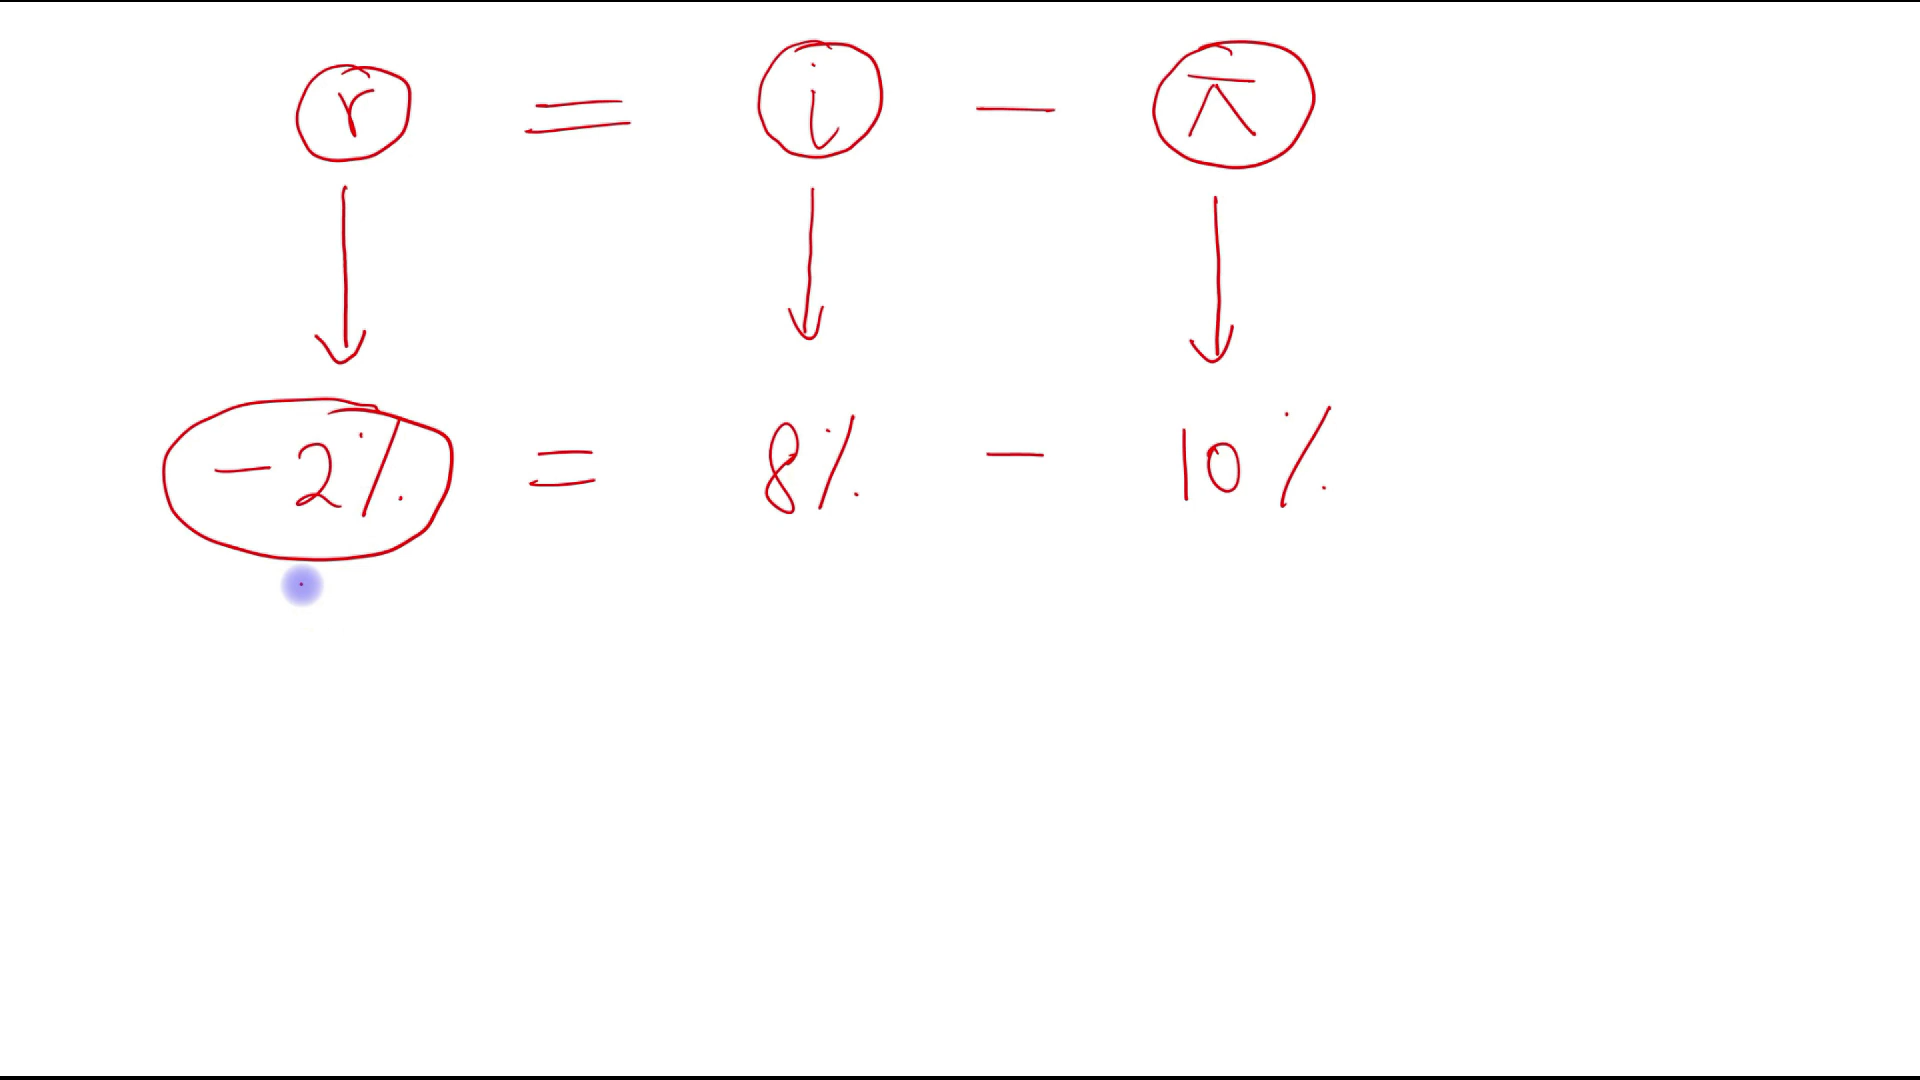 r = i - π
-2% = 8% - 10%